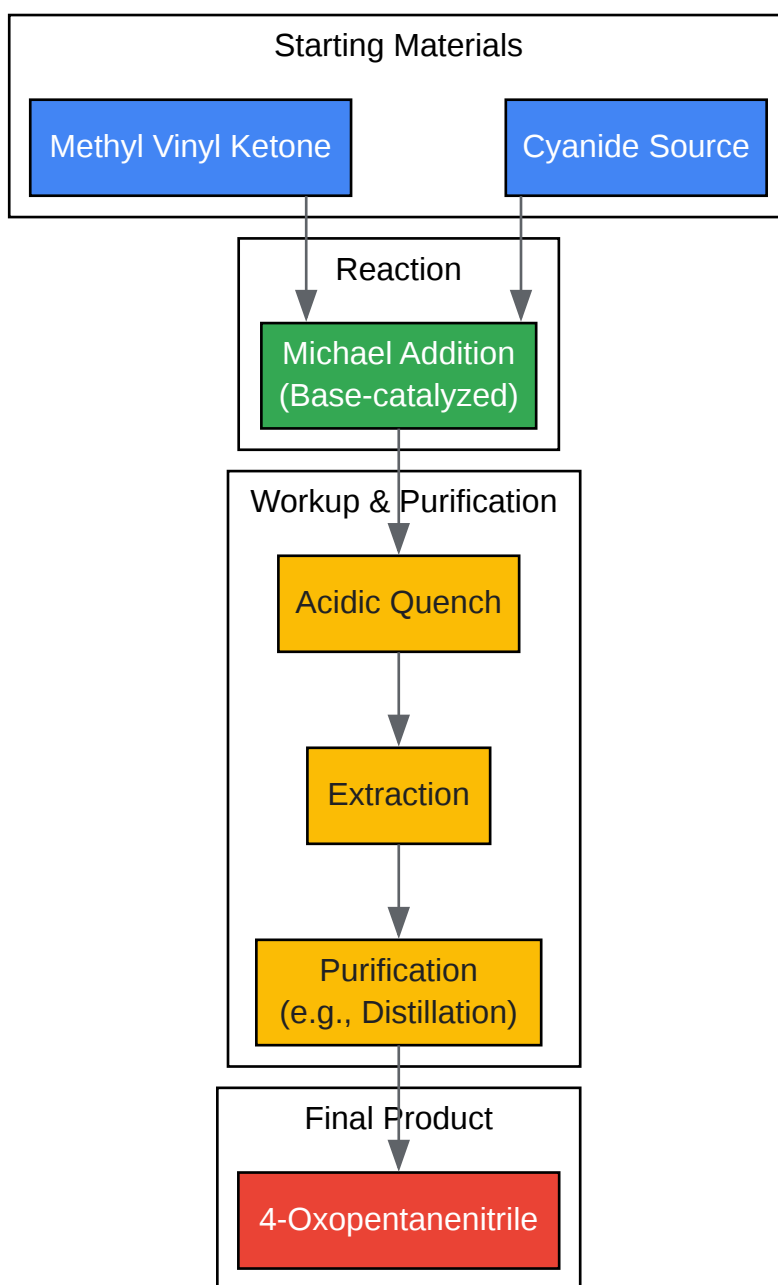 Starting Materials
Methyl Vinyl Ketone
Cyanide Source
Reaction
Michael Addition
(Base-catalyzed)
Workup & Purification
Acidic Quench
Extraction
Purification
(e.g., Distillation)
Final Product
4-Oxopentanenitrile